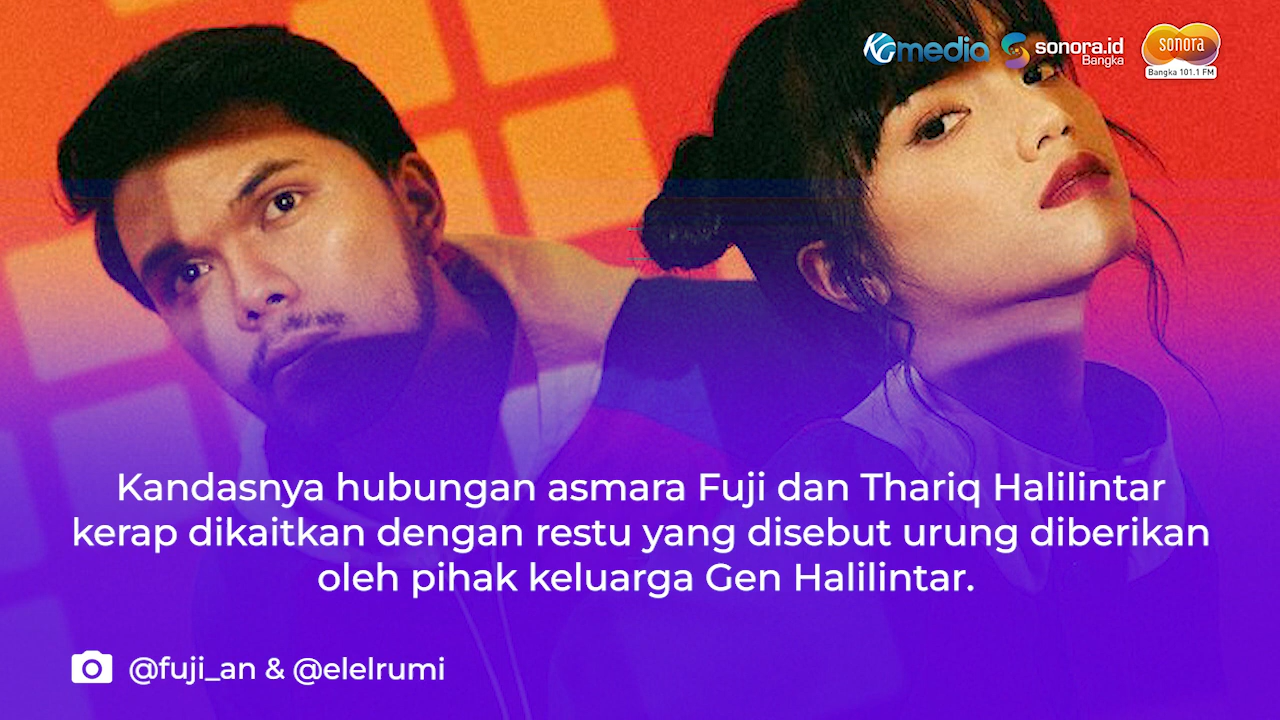 KG media sonora.id
Bangka
sonora
Bangka 101.1 FM
Kandasnya hubungan asmara Fuji dan Thariq Halilintar
kerap dikaitkan dengan restu yang disebut urung diberikan
oleh pihak keluarga Gen Halilintar.
@fuji_an & @elelrumi